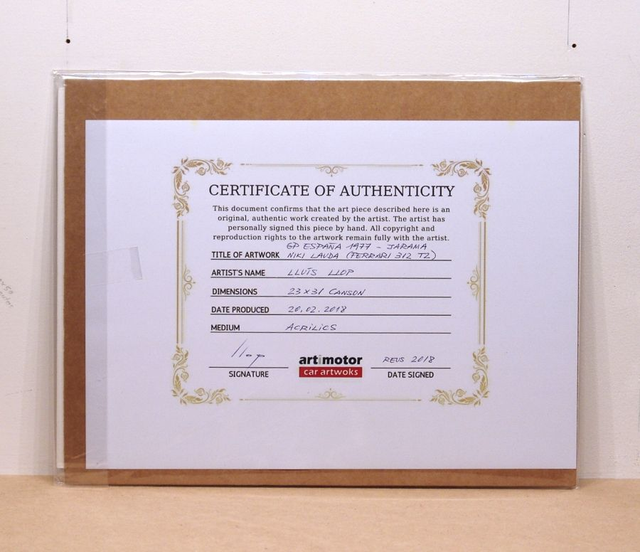 CERTIFICATE OF AUTHENTICITY
This document confirms that the art piece described here is an
original, authentic work created by the artist. The artist has
personally signed this piece by hand. All copyright and
reproduction rights to the artwork remain fully with the artist.
GP ESPAÑA 1977 - JARAMA
TITLE OF ARTWORK NIKI LAUDA (FERRARI 312 T2)
ARTIST'S NAME LLUÍS LLOP
DIMENSIONS 23 x 31 CANSON
DATE PRODUCED 20.02.2018
MEDIUM ACRILICS
llop
artimotor
REUS 2018
car artwoks
SIGNATURE
DATE SIGNED